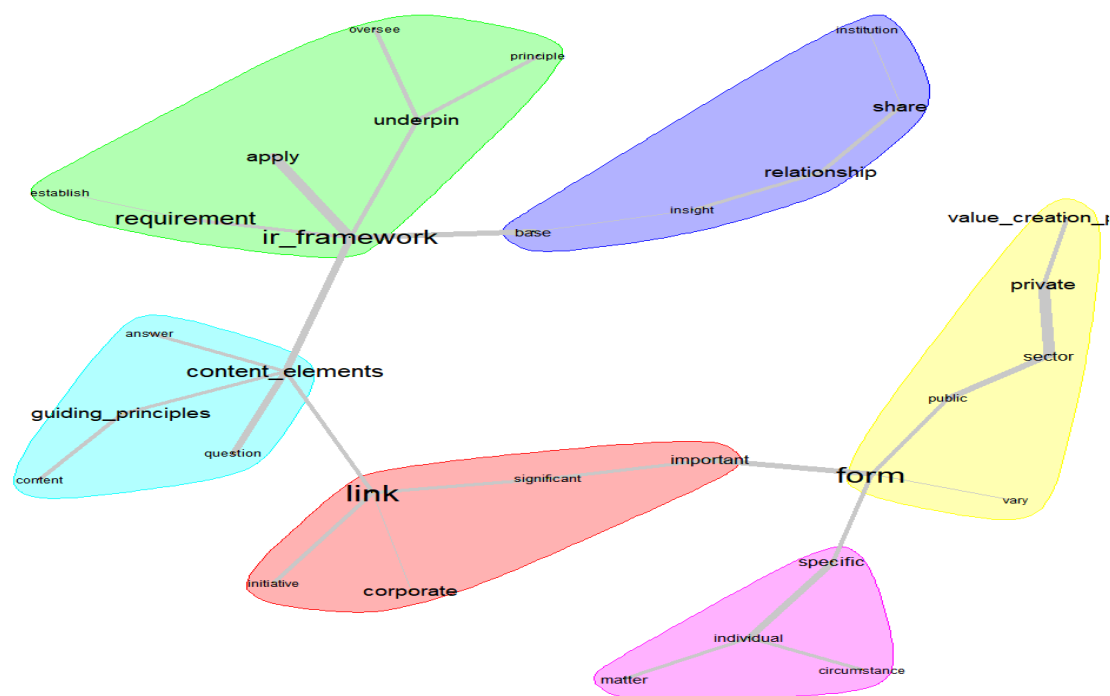 oversee
institution
principle
share
underpin
apply
relationship
establish
requirement
insight
value_creation_p
ir_framework
base
private
answer
sector
content_elements
public
guiding_principles
question
important
content
significant
form
link
vary
specific
initiative
corporate
individual
circumstance
matter